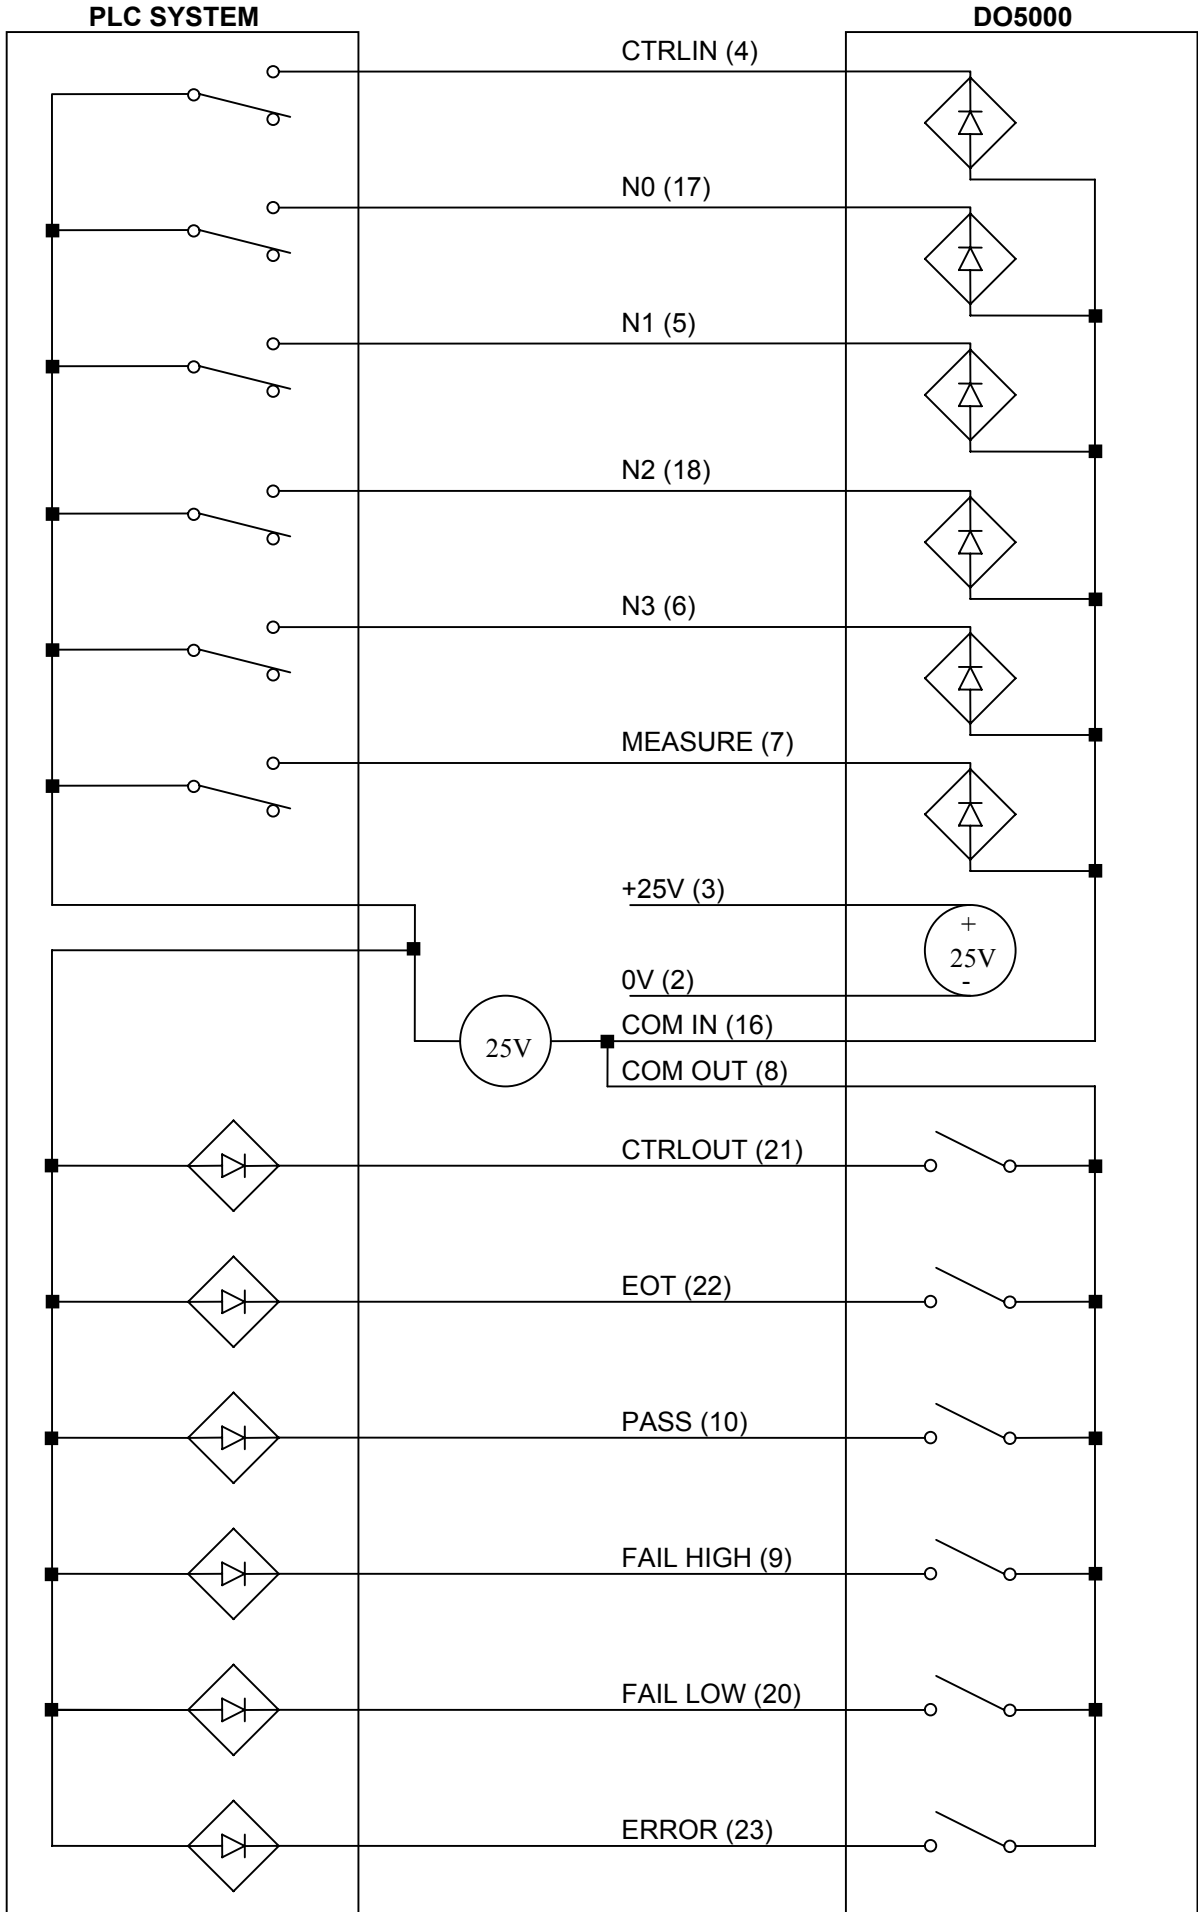 PLC SYSTEM
DO5000
CTRLIN (4)
N0 (17)
N1 (5)
N2 (18)
N3 (6)
MEASURE (7)
+25V (3)
+
25V
-
0V (2)
COM IN (16)
25V
COM OUT (8)
CTRLOUT (21)
EOT (22)
PASS (10)
FAIL HIGH (9)
FAIL LOW (20)
ERROR (23)